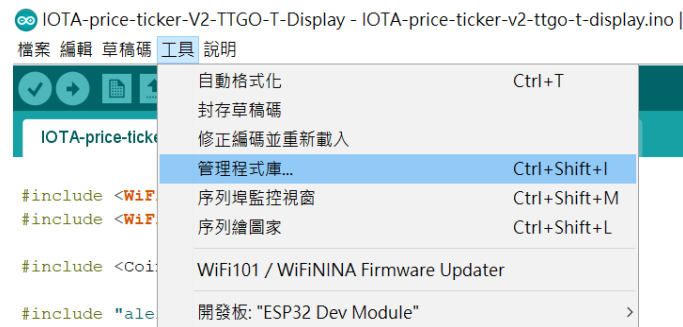 IOTA-price-ticker-V2-TTGO-T-Display - IOTA-price-ticker-v2-ttgo-t-display.ino |
檔案 編輯 草稿碼 工具 說明
自動格式化 Ctrl+T
封存草稿碼
IOTA-price-ticke
修正編碼並重新載入
管理程式庫... Ctrl+Shift+I
#include <WiF
序列埠監控視窗 Ctrl+Shift+M
#include <WiF
序列繪圖家 Ctrl+Shift+L
#include <Coi
WiFi101 / WiFiNINA Firmware Updater
#include "ale
開發板: "ESP32 Dev Module" >